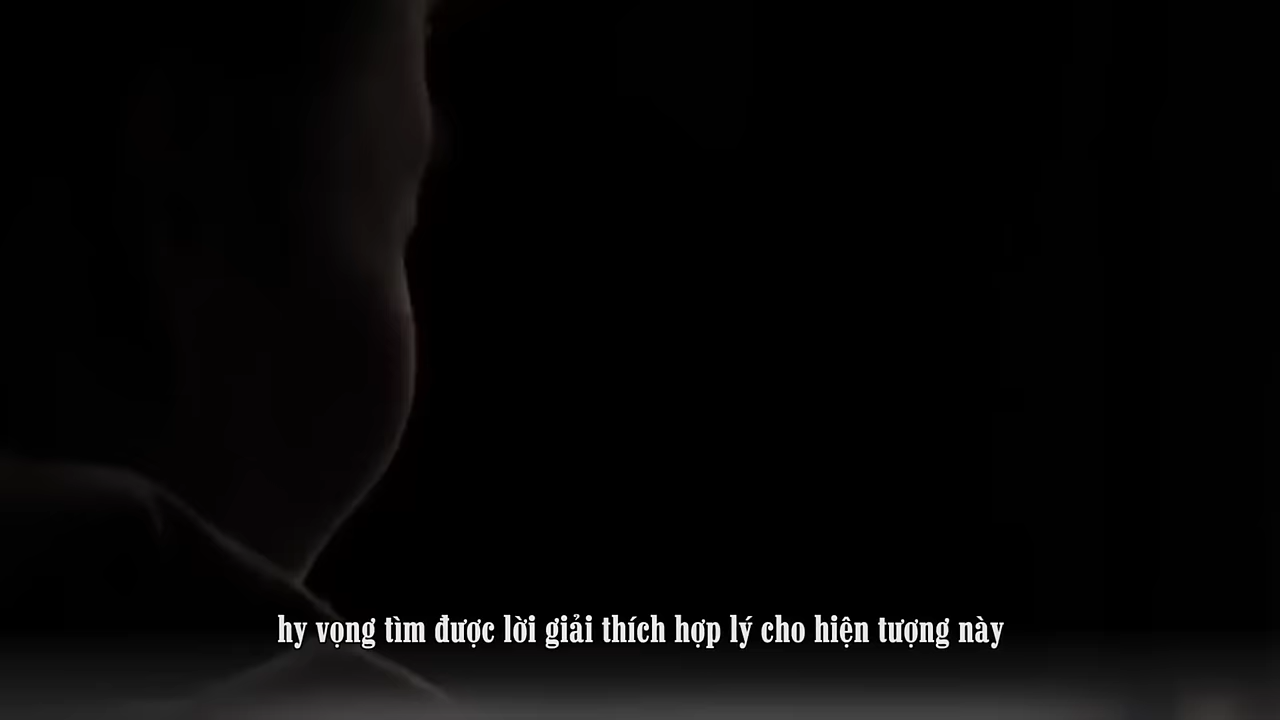 hy vọng tìm được lời giải thích hợp lý cho hiện tượng này